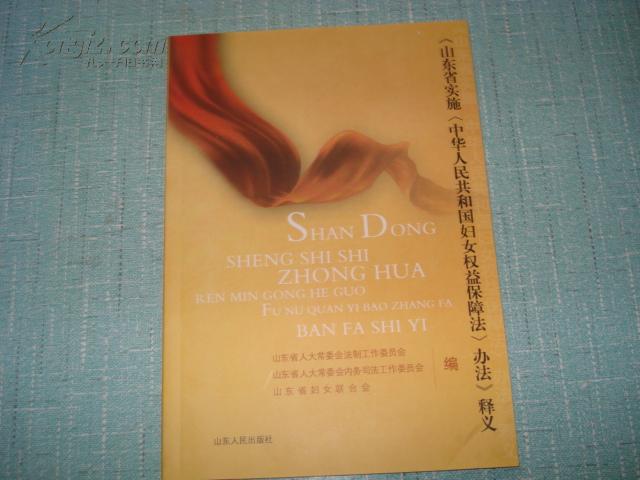 《山东省实施〈中华人民共和国妇女权益保障法〉办法》释义
SHAN DONG
SHENG SHI SHI
ZHONG HUA
REN MIN GONG HE GUO
FU NU QUAN YI BAO ZHANG FA
BAN FA SHI YI
山东省人大常委会法制工作委员会
山东省人大常委会内务司法工作委员会
山东省妇女联合会
编
山东人民出版社